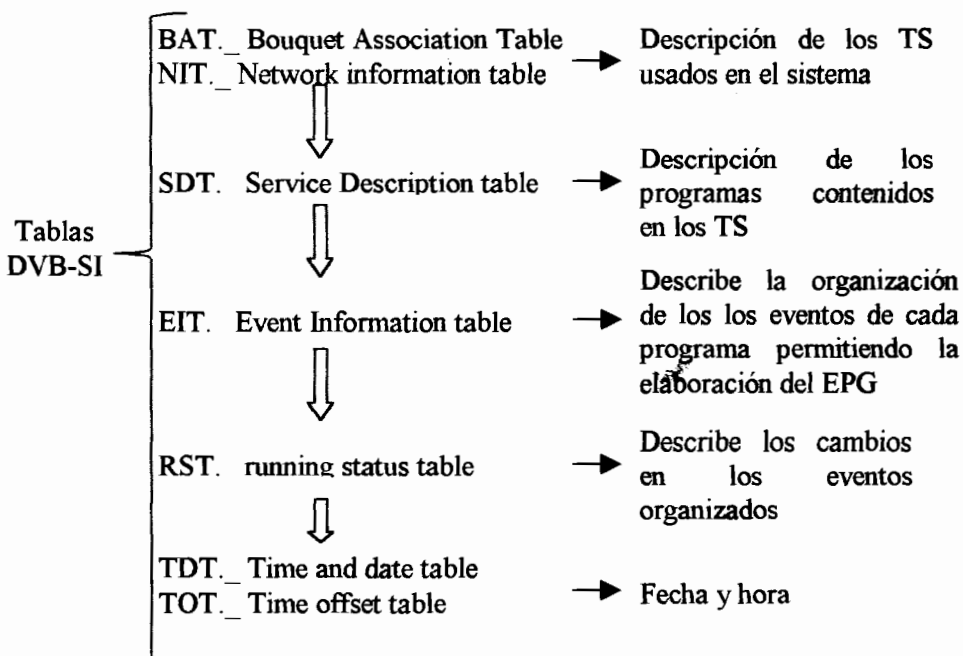 BAT._ Bouquet Association Table
NIT._ Network information table
Descripción de los TS
usados en el sistema
SDT. Service Description table
Descripción de los
programas contenidos
en los TS
Tablas
DVB-SI
EIT. Event Information table
Describe la organización
de los los eventos de cada
programa permitiendo la
elaboración del EPG
RST. running status table
Describe los cambios
en los eventos
organizados
TDT._ Time and date table
TOT._ Time offset table
Fecha y hora